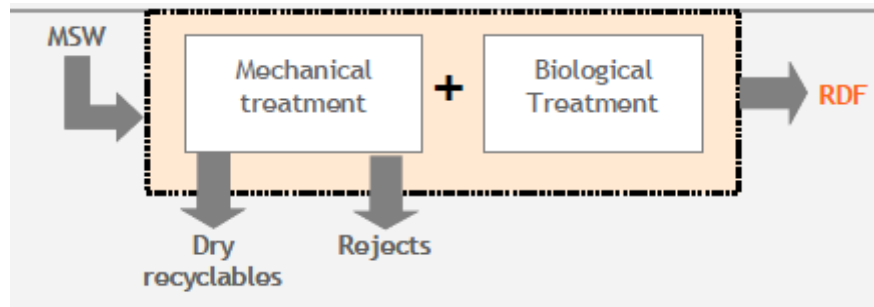 MSW
Mechanical
treatment
+
Biological
Treatment
RDF
Dry
recyclables
Rejects